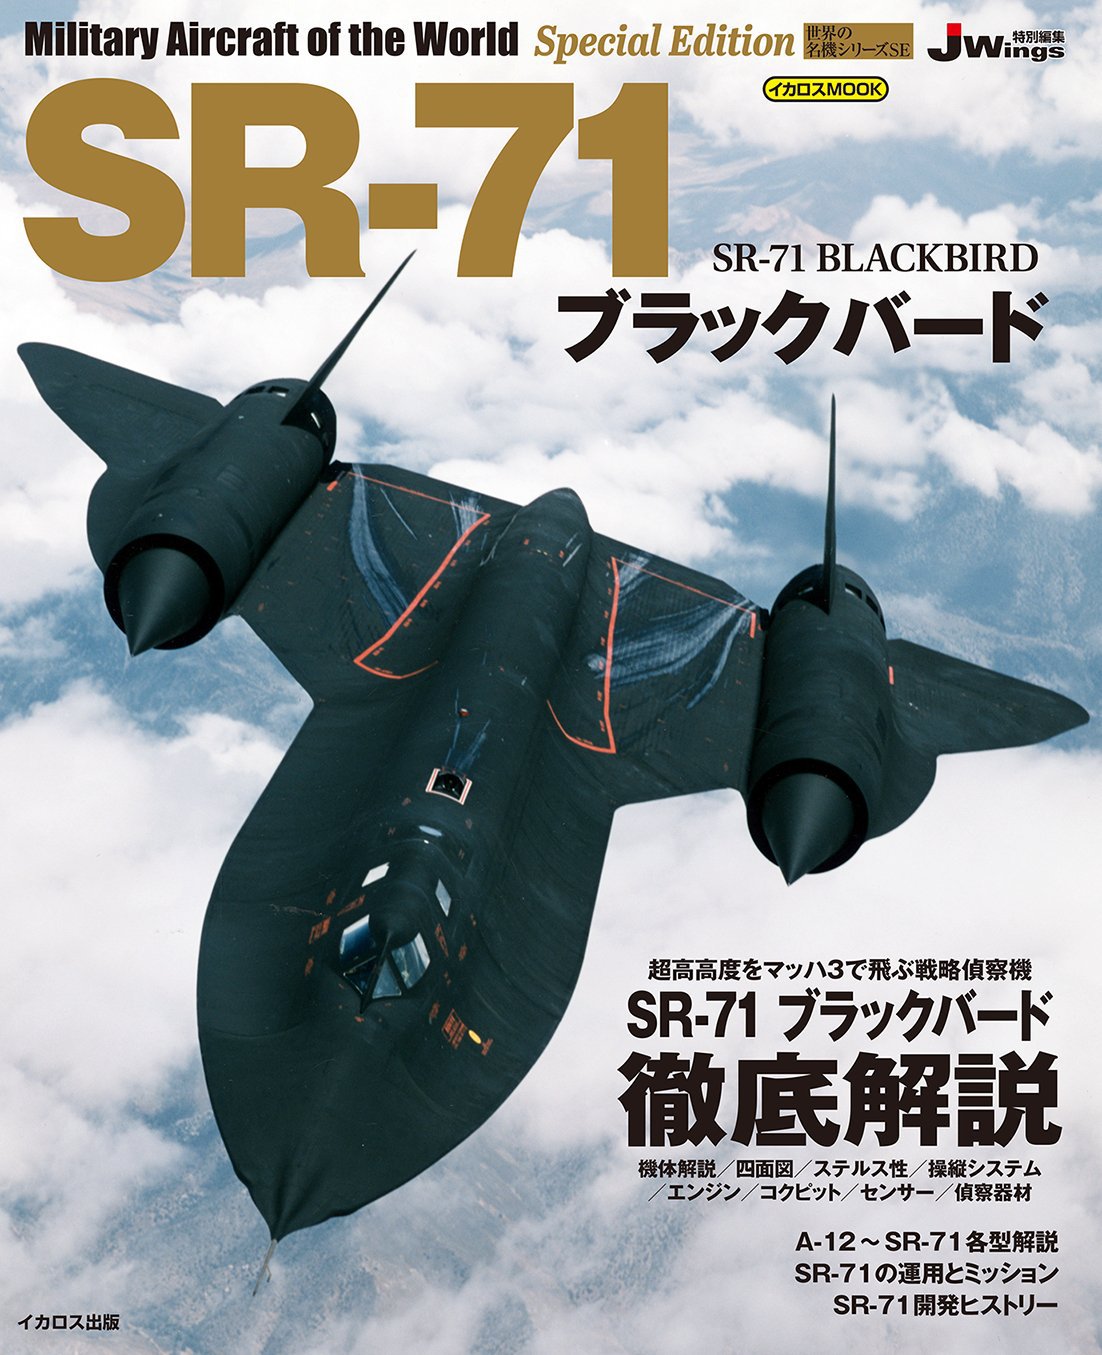 Military Aircraft of the World Special Edition 世界の名機シリーズSE JWings 特別編集
イカロスMOOK
SR-71
SR-71 BLACKBIRD
ブラックバード
超高高度をマッハ3で飛ぶ戦略偵察機
SR-71 ブラックバード
徹底解説
機体解説／四面図／ステルス性／操縦システム
／エンジン／コクピット／センサー／偵察器材
A-12～SR-71各型解説
SR-71の運用とミッション
SR-71開発ヒストリー
イカロス出版